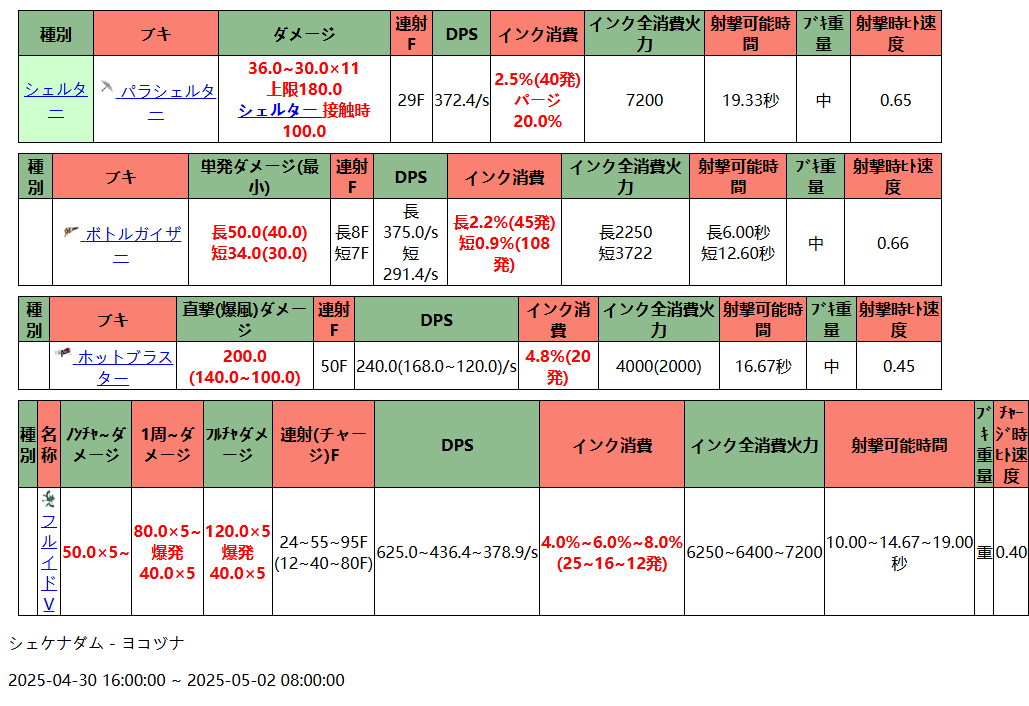 種別 ブキ ダメージ 連射F DPS インク消費 インク全消費火力 射撃可能時間 ﾌﾞｷ重量 射撃時ﾋﾄ速度
シェルター パラシェルター 36.0~30.0×11 上限180.0 シェルター 接触時100.0 29F 372.4/s 2.5%(40発) パージ20.0% 7200 19.33秒 中 0.65
種別 ブキ 単発ダメージ(最小) 連射F DPS インク消費 インク全消費火力 射撃可能時間 ﾌﾞｷ重量 射撃時ﾋﾄ速度
ボトルガイザー 長50.0(40.0) 短34.0(30.0) 長8F 短7F 長375.0/s 短291.4/s 長2.2%(45発) 短0.9%(108発) 長2250 短3722 長6.00秒 短12.60秒 中 0.66
種別 ブキ 直撃(爆風)ダメージ 連射F DPS インク消費 インク全消費火力 射撃可能時間 ﾌﾞｷ重量 射撃時ﾋﾄ速度
ホットブラスター 200.0 (140.0~100.0) 50F 240.0(168.0~120.0)/s 4.8%(20発) 4000(2000) 16.67秒 中 0.45
種別 名称 ﾉﾝﾁｬ~ダメージ 1周~ダメージ ﾌﾙﾁｬダメージ 連射(チャージ)F DPS インク消費 インク全消費火力 射撃可能時間 ﾌﾞｷ重量 ﾁｬｰｼﾞ時ﾋﾄ速度
フルイドV 50.0×5~ 80.0×5~ 爆発40.0×5 120.0×5 爆発40.0×5 24~55~95F (12~40~80F) 625.0~436.4~378.9/s 4.0%~6.0%~8.0% (25~16~12発) 6250~6400~7200 10.00~14.67~19.00秒 重 0.40
シェケナダム - ヨコヅナ
2025-04-30 16:00:00 ~ 2025-05-02 08:00:00